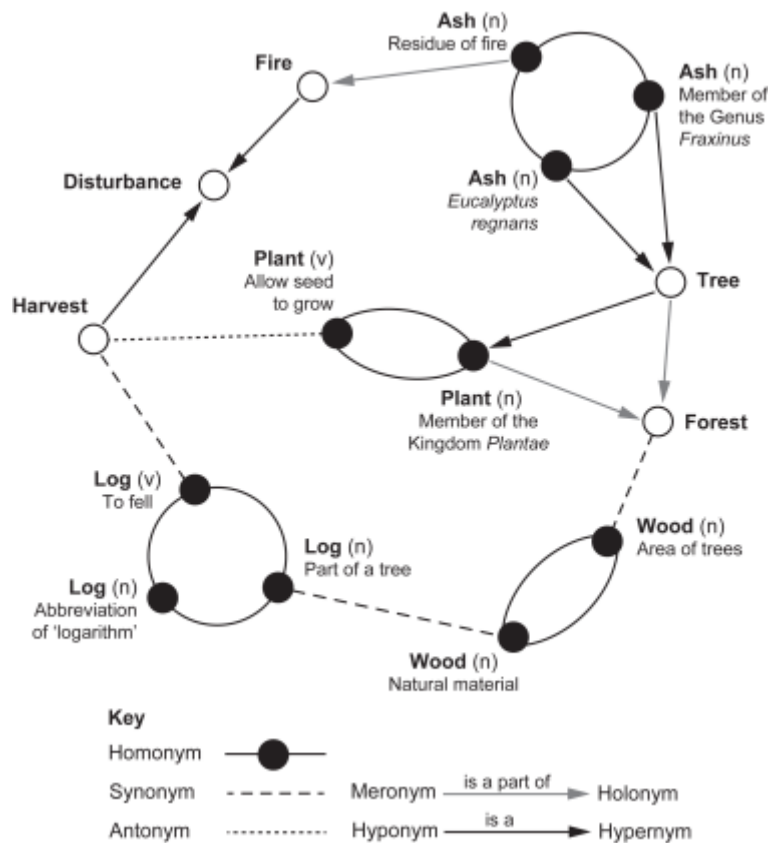 Ash (n)
Residue of fire
Fire
Ash (n)
Member of
the Genus
Fraxinus
Disturbance
Ash (n)
Eucalyptus
regnans
Plant (v)
Allow seed
to grow
Tree
Harvest
Plant (n)
Member of the
Kingdom Plantae
Forest
Log (v)
To fell
Wood (n)
Area of trees
Log (n)
Part of a tree
Log (n)
Abbreviation
of ‘logarithm’
Wood (n)
Natural material
Key
Homonym
Synonym
Meronym is a part of Holonym
Antonym
Hyponym is a Hypernym